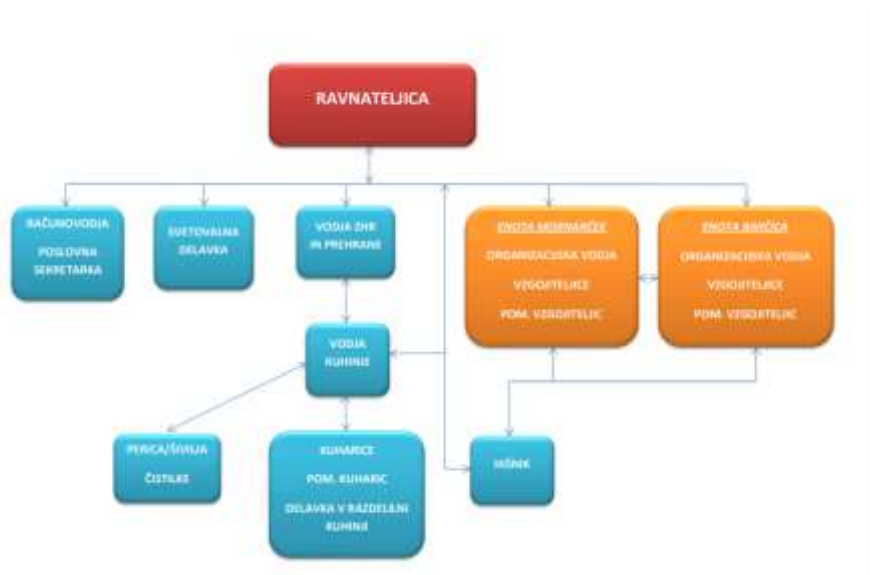 RAVNATELJICA
RAČUNOVODJA
POSLOVNA
SEKRETARKA
SVETOVALNA
DELAVKA
VODJA ZHR
IN PREHRANE
ENOTA MORNARČEK
ORGANIZACIJSKA VODJA
VZGOJITELJICE
POM. VZGOJITELJIC
ENOTA BARČICA
ORGANIZACIJSKA VODJA
VZGOJITELJICE
POM. VZGOJITELJIC
VODJA
KUHINJE
PERICA/ŠIVILJA
ČISTILKE
KUHARICE
POM. KUHARIC
DELAVKA V RAZDELILNI
KUHINJI
HIŠNIK